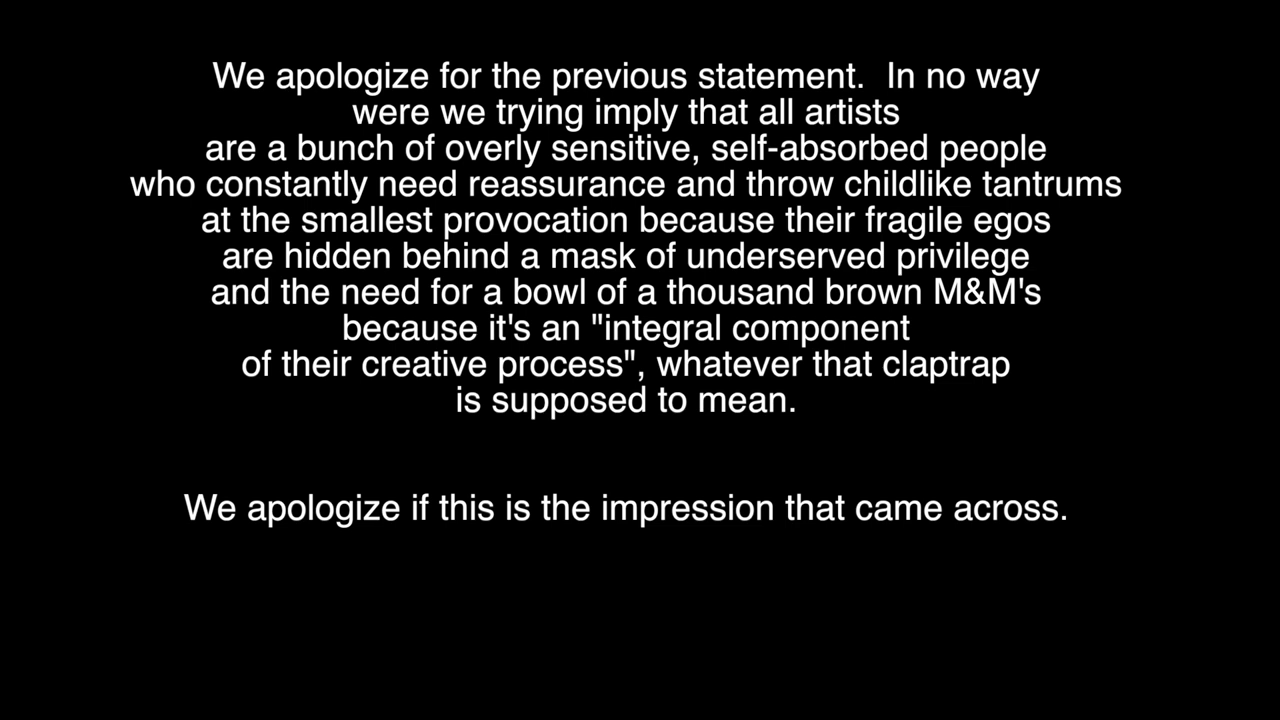 We apologize for the previous statement.  In no way
were we trying imply that all artists
are a bunch of overly sensitive, self-absorbed people
who constantly need reassurance and throw childlike tantrums
at the smallest provocation because their fragile egos
are hidden behind a mask of underserved privilege
and the need for a bowl of a thousand brown M&M's
because it's an "integral component
of their creative process", whatever that claptrap
is supposed to mean.
We apologize if this is the impression that came across.